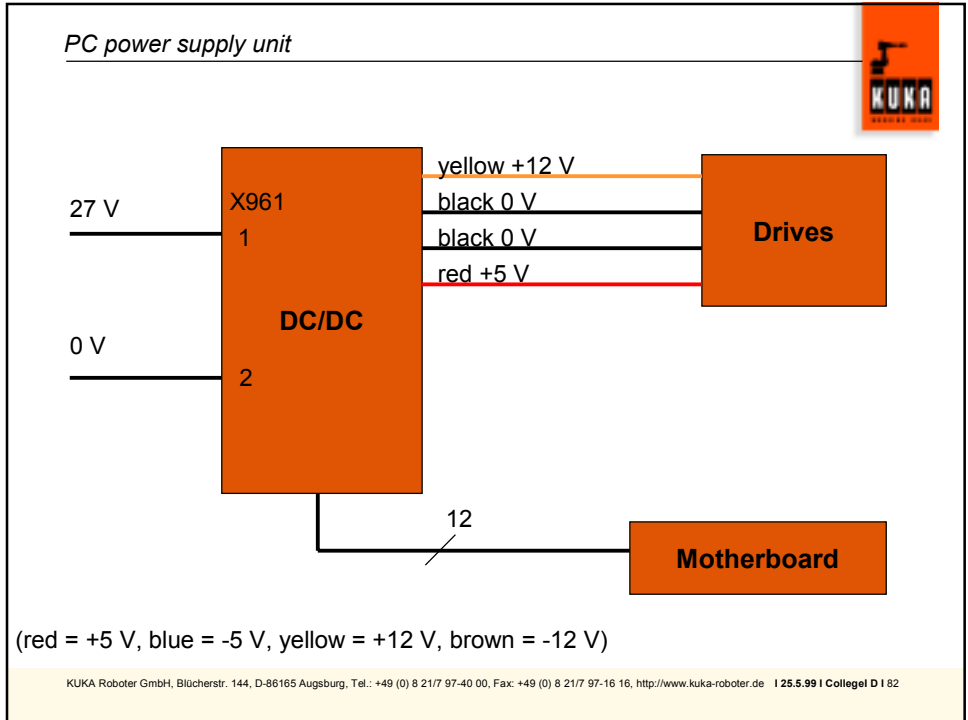 PC power supply unit
KUKA
yellow +12 V
27 V
X961
black 0 V
1
black 0 V
Drives
red +5 V
DC/DC
0 V
2
12
Motherboard
(red = +5 V, blue = -5 V, yellow = +12 V, brown = -12 V)
KUKA Roboter GmbH, Blücherstr. 144, D-86165 Augsburg, Tel.: +49 (0) 8 21/7 97-40 00, Fax: +49 (0) 8 21/7 97-16 16, http://www.kuka-roboter.de I 25.5.99 I CollegeI D I 82